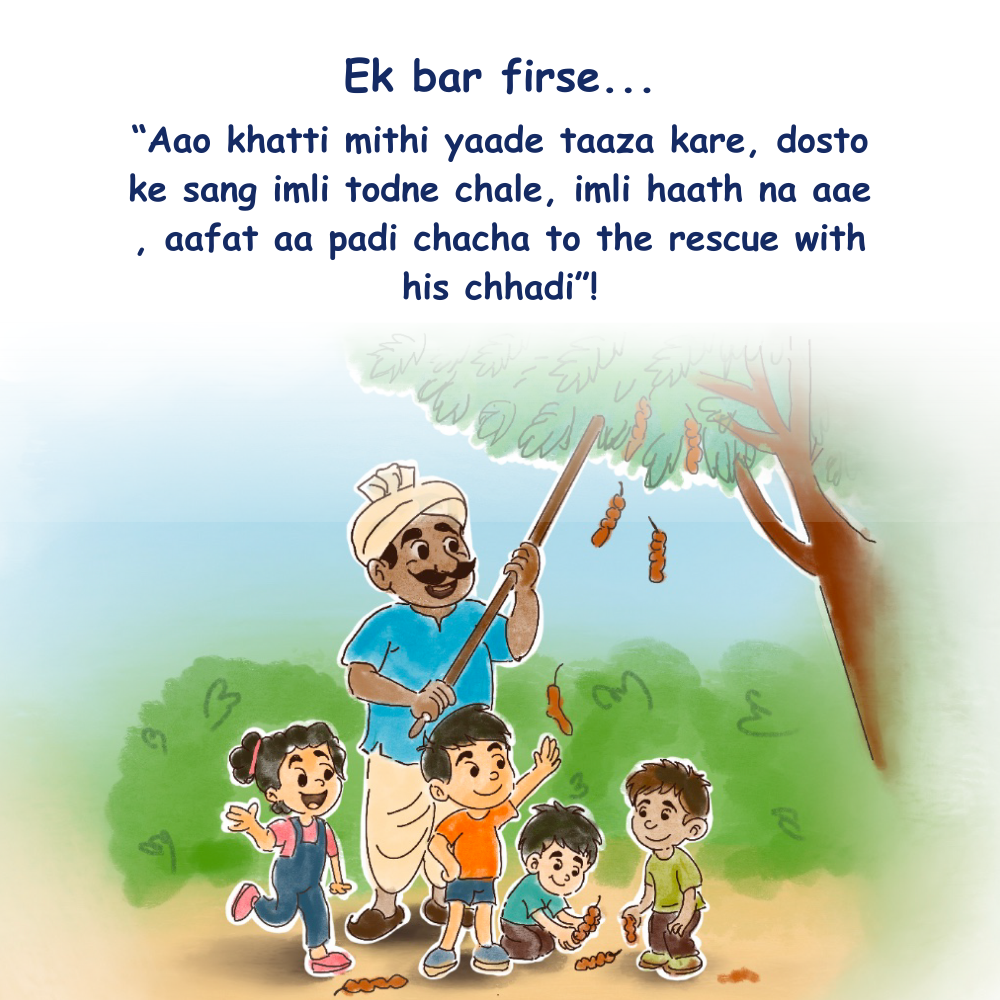 Ek bar firse...
“Aao khatti mithi yaade taaza kare, dosto
ke sang imli todne chale, imli haath na aae
, aafat aa padi chacha to the rescue with
his chhadi”!